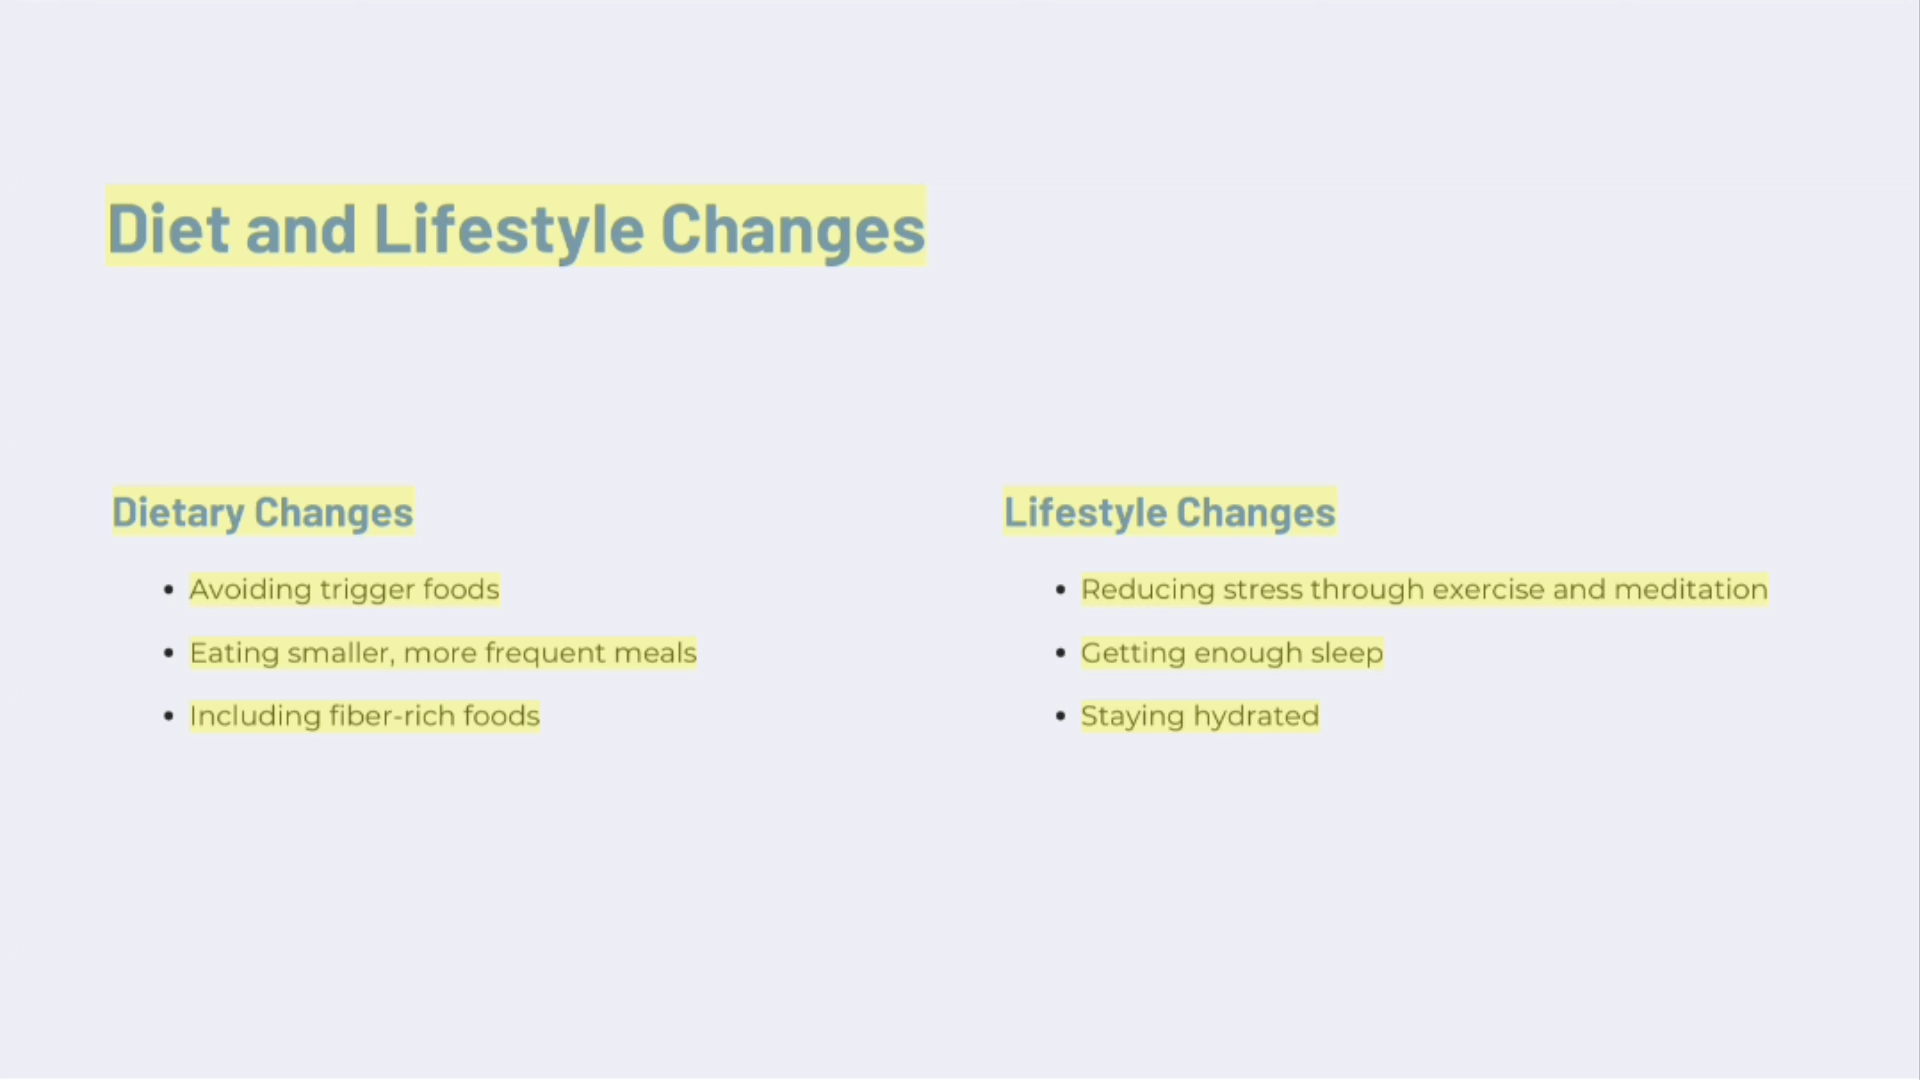 Diet and Lifestyle Changes
Dietary Changes
• Avoiding trigger foods
• Eating smaller, more frequent meals
• Including fiber-rich foods
Lifestyle Changes
• Reducing stress through exercise and meditation
• Getting enough sleep
• Staying hydrated